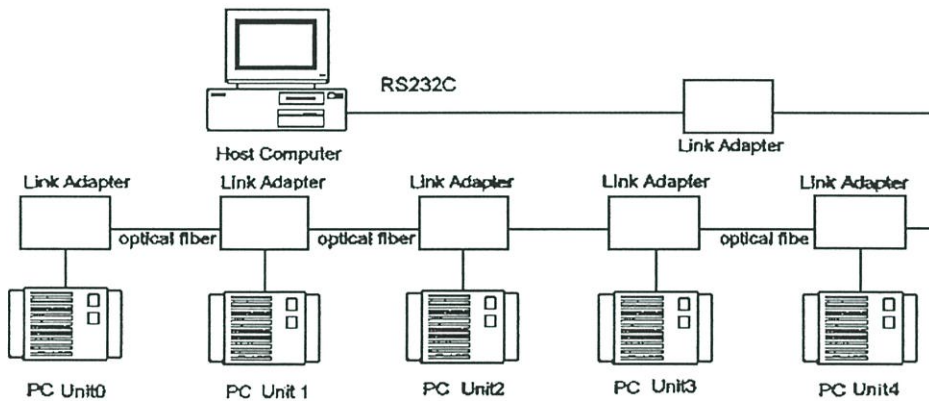 RS232C
Host Computer
Link Adapter
Link Adapter
Link Adapter
Link Adapter
Link Adapter
Link Adapter
optical fiber
optical fiber
optical fibe
PC Unit0
PC Unit 1
PC Unit2
PC Unit3
PC Unit4